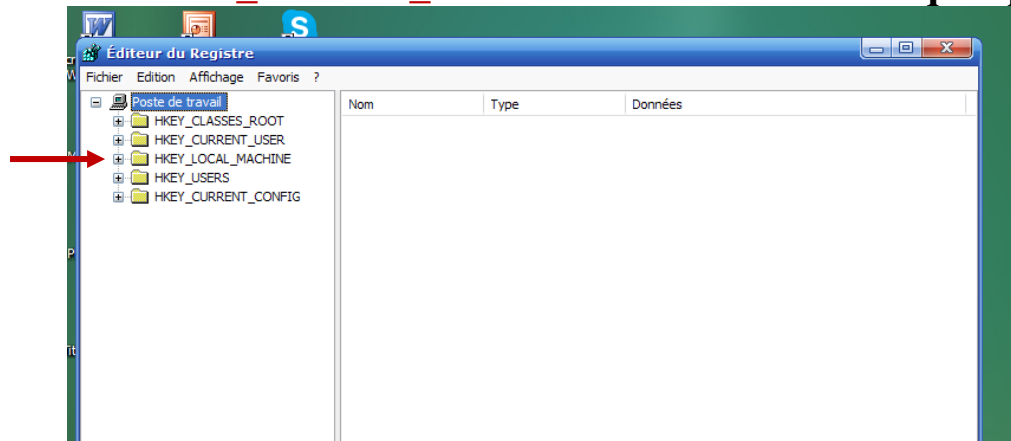 Éditeur du Registre
Fichier Edition Affichage Favoris ?
Poste de travail
HKEY_CLASSES_ROOT
HKEY_CURRENT_USER
HKEY_LOCAL_MACHINE
HKEY_USERS
HKEY_CURRENT_CONFIG
Nom Type Données